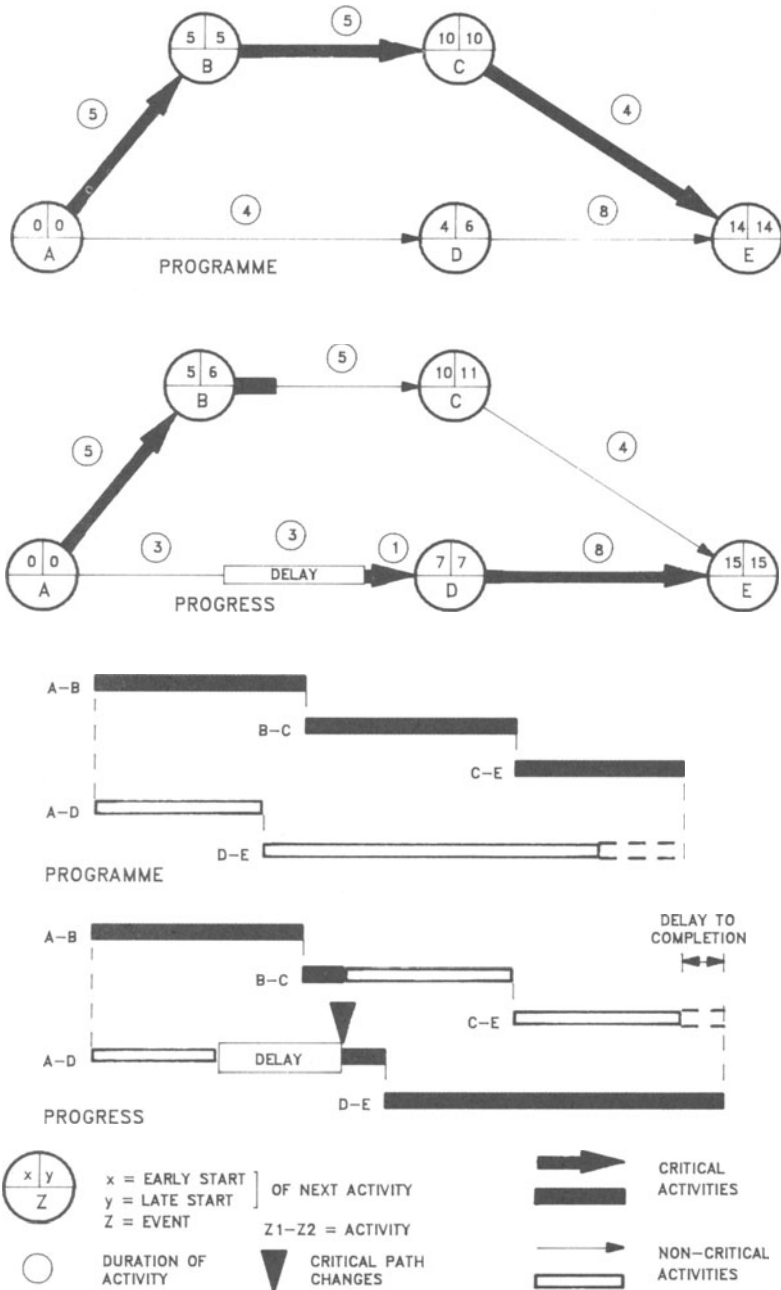 5
5 5
B
10 10
C
5
4
0 0
A
4
4 6
D
8
14 14
E
PROGRAMME
5
5 6
B
10 11
C
5
4
3
3
1
8
0 0
A
DELAY
7 7
D
15 15
E
PROGRESS
A-B
B-C
C-E
A-D
D-E
PROGRAMME
A-B
DELAY TO
COMPLETION
B-C
C-E
A-D
DELAY
D-E
PROGRESS
x y
Z
x = EARLY START
y = LATE START
OF NEXT ACTIVITY
Z = EVENT
Z1-Z2 = ACTIVITY
CRITICAL
ACTIVITIES
DURATION OF
ACTIVITY
CRITICAL PATH
CHANGES
NON-CRITICAL
ACTIVITIES